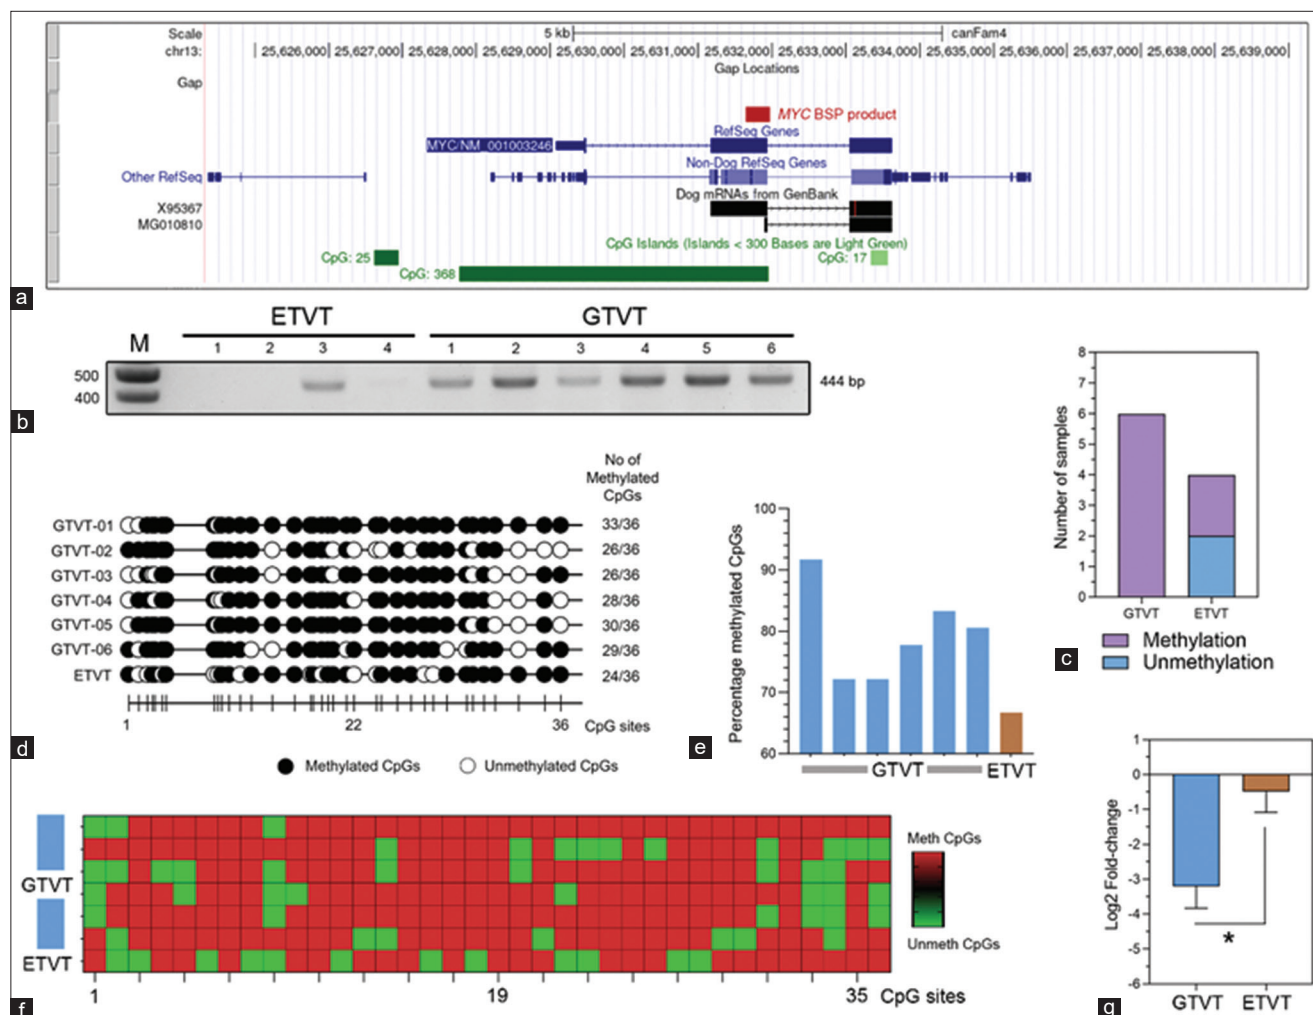 Scale 5 kb canFam4
chr13: 25,626,000 25,627,000 25,628,000 25,629,000 25,630,000 25,631,000 25,632,000 25,633,000 25,634,000 25,635,000 25,636,000 25,637,000 25,638,000 25,639,000
Gap Locations
Gap
MYC BSP product
RefSeq Genes
MYC/NM_001003246
Non-Dog RefSeq Genes
Other RefSeq
Dog mRNAs from GenBank
X95367
MG010810
CpG Islands (Islands < 300 Bases are Light Green)
CpG: 25 CpG: 17
CpG: 368
a
ETVT GTVT
M 1 2 3 4 1 2 3 4 5 6
500
400
444 bp
b
8
7
6
5
4
3
2
1
0
Number of samples
GTVT ETVT
Methylation
Unmethylation
c
No of
Methylated
CpGs
GTVT-01 33/36
GTVT-02 26/36
GTVT-03 26/36
GTVT-04 28/36
GTVT-05 30/36
GTVT-06 29/36
ETVT 24/36
1 22 36 CpG sites
d
Methylated CpGs Unmethylated CpGs
100
90
80
70
60
Percentage methylated CpGs
GTVT ETVT
e
GTVT
ETVT
Meth CpGs
Unmeth CpGs
1 19 35 CpG sites
f
1
0
-1
-2
-3
-4
-5
-6
Log2 Fold-change
*
GTVT ETVT
g